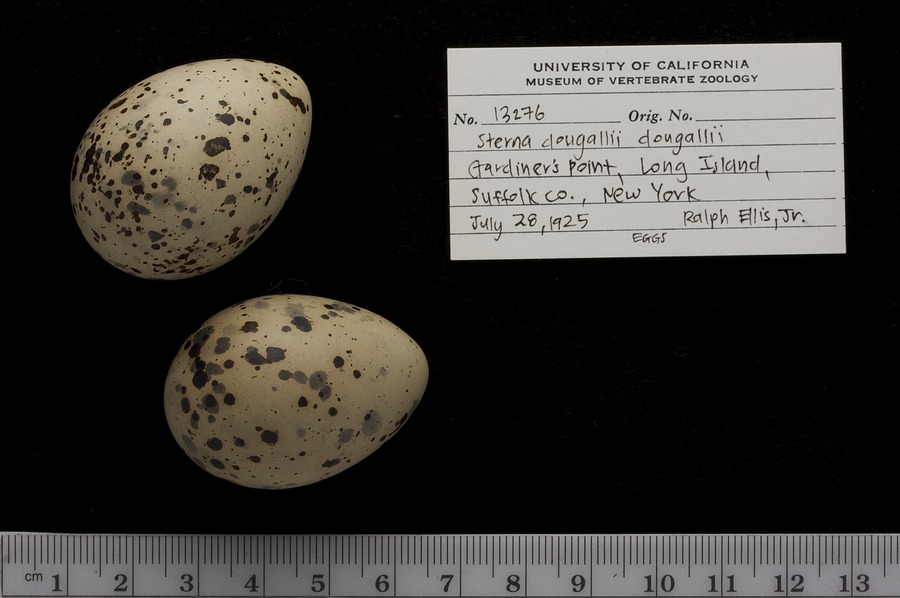 UNIVERSITY OF CALIFORNIA
MUSEUM OF VERTEBRATE ZOOLOGY
No. 13276 Orig. No.
Sterna dougallii dougallii
Gardiner's Point, Long Island,
Suffolk co., New York
July 28, 1925 Ralph Ellis, Jr.
EGGS
cm 1 2 3 4 5 6 7 8 9 10 11 12 13